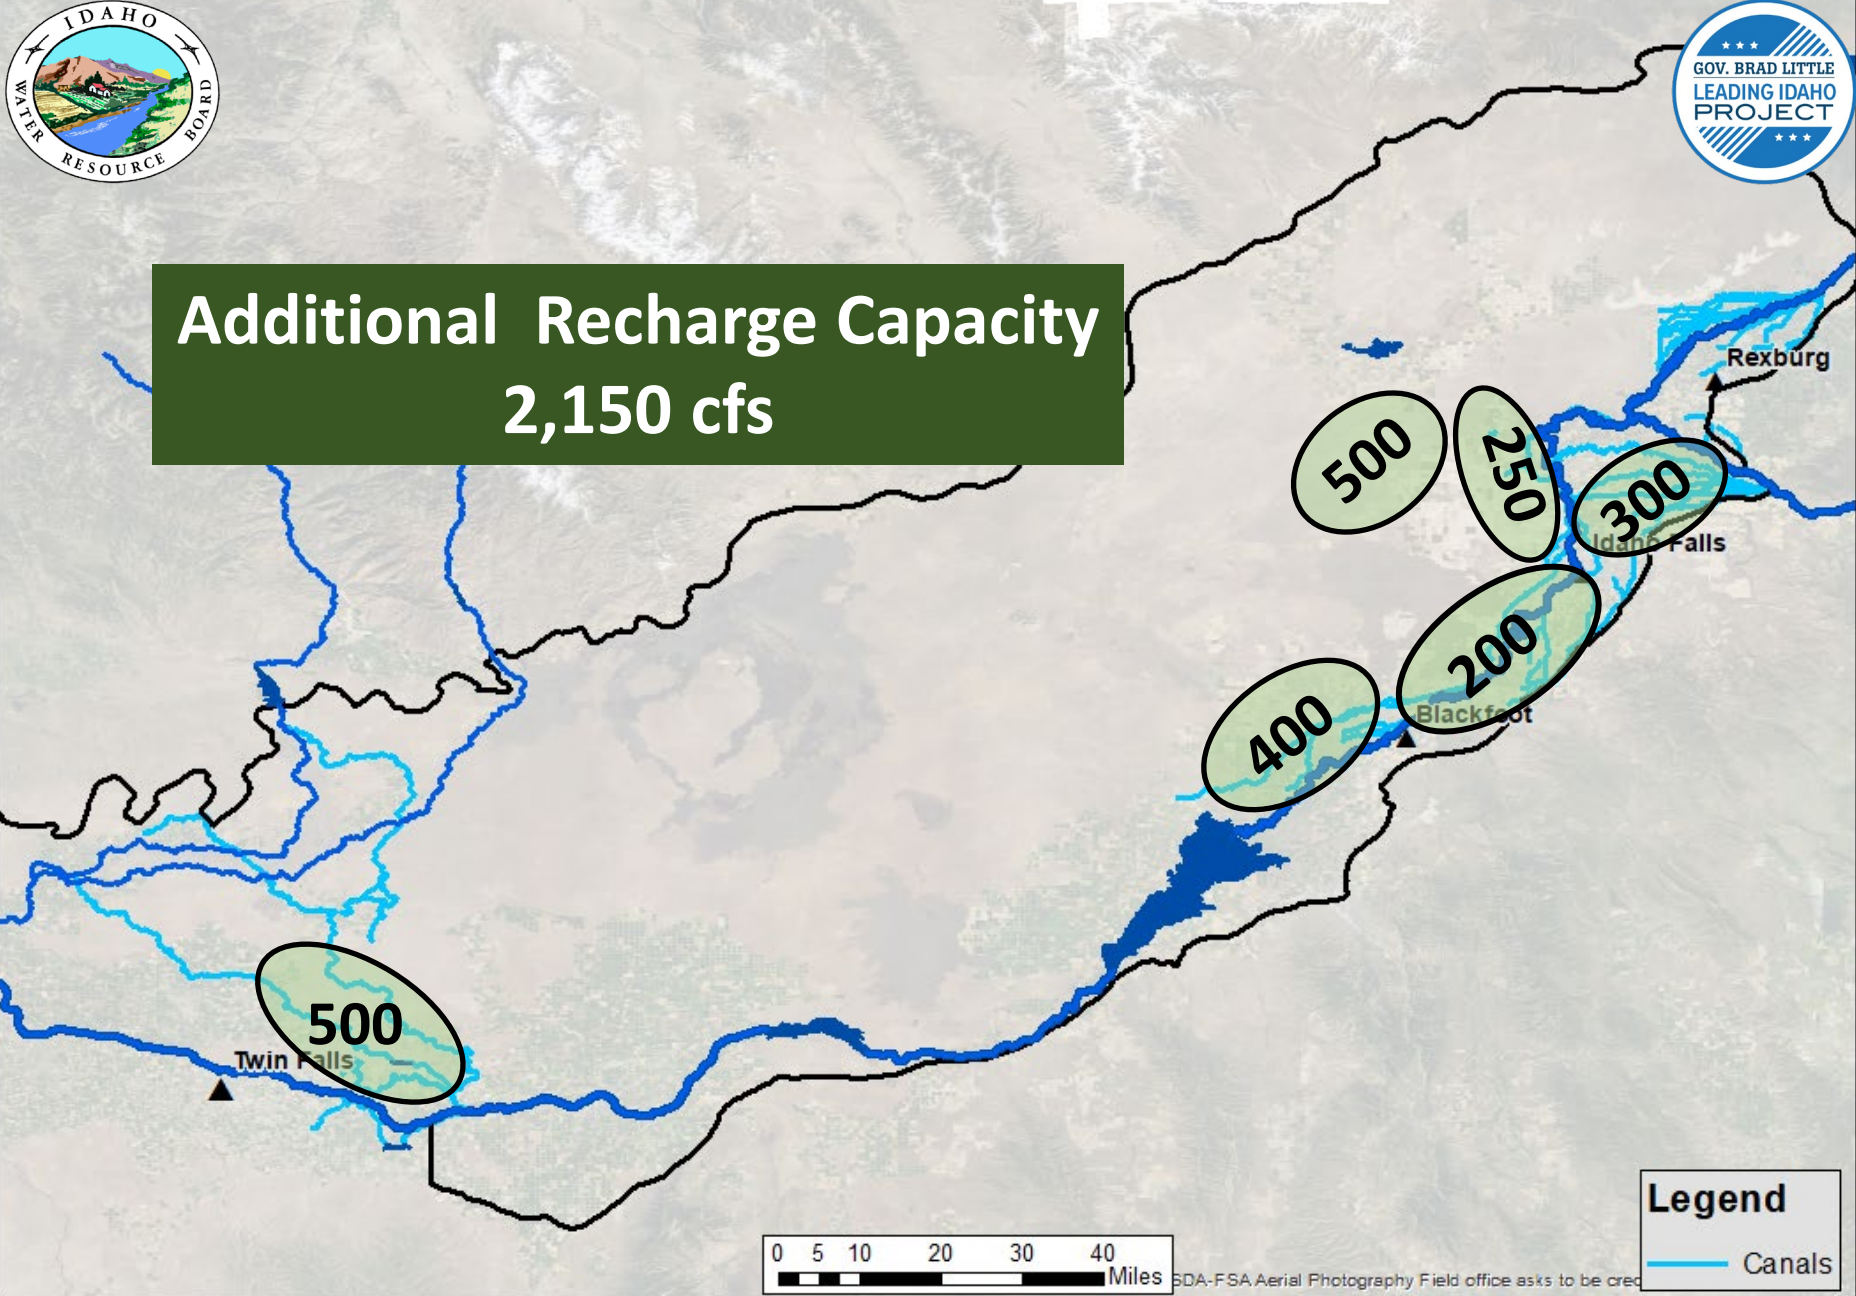 IDAHO
WATER RESOURCE BOARD
GOV. BRAD LITTLE
LEADING IDAHO
PROJECT
Additional Recharge Capacity
2,150 cfs
Rexburg
500
250
300
Idaho Falls
200
400
Blackfoot
500
Twin Falls
Legend
Canals
0 5 10 20 30 40
Miles
SDA-FSA Aerial Photography Field office asks to be cred